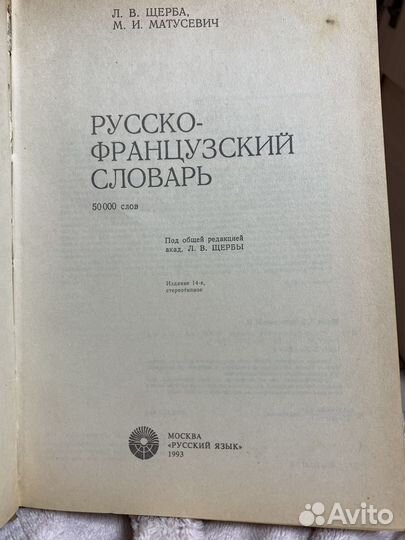 Л. В. ЩЕРБА,
М. И. МАТУСЕВИЧ
РУССКО-
ФРАНЦУЗСКИЙ
СЛОВАРЬ
50 000 слов
Под общей редакцией
акад. Л. В. ЩЕРБЫ
Издание 14-е,
стереотипное
МОСКВА
«РУССКИЙ ЯЗЫК»
1993
Avito